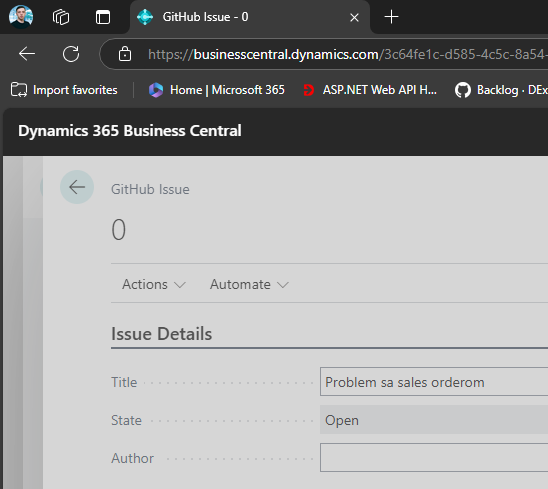 GitHub Issue - 0
https://businesscentral.dynamics.com/3c64fe1c-d585-4c5c-8a54-
Import favorites
Home | Microsoft 365
ASP.NET Web API H...
Backlog · DEx
Dynamics 365 Business Central
GitHub Issue
0
Actions
Automate
Issue Details
Title
Problem sa sales orderom
State
Open
Author